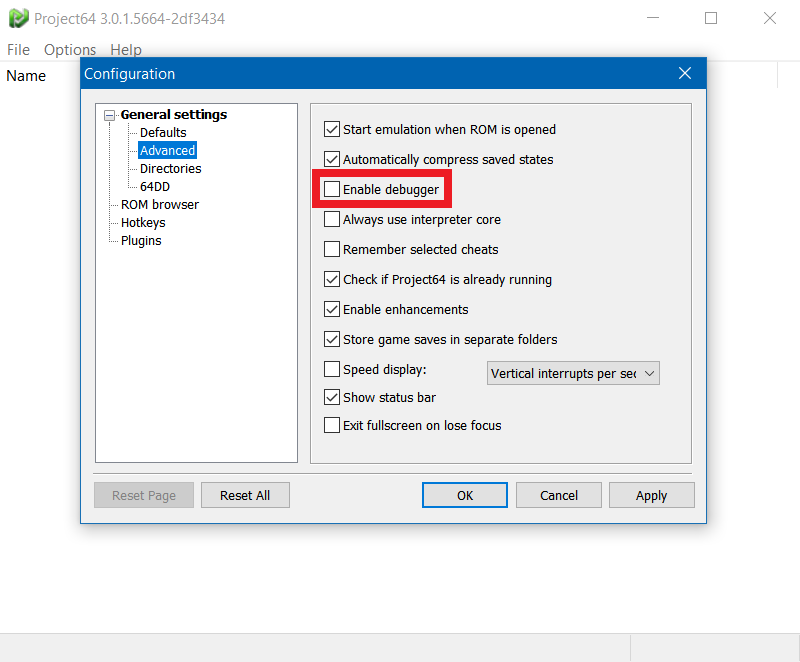 Project64 3.0.1.5664-2df3434
File Options Help
Name
Configuration
General settings
Defaults
Advanced
Directories
64DD
ROM browser
Hotkeys
Plugins
Start emulation when ROM is opened
Automatically compress saved states
Enable debugger
Always use interpreter core
Remember selected cheats
Check if Project64 is already running
Enable enhancements
Store game saves in separate folders
Speed display: Vertical interrupts per sec
Show status bar
Exit fullscreen on lose focus
Reset Page Reset All OK Cancel Apply